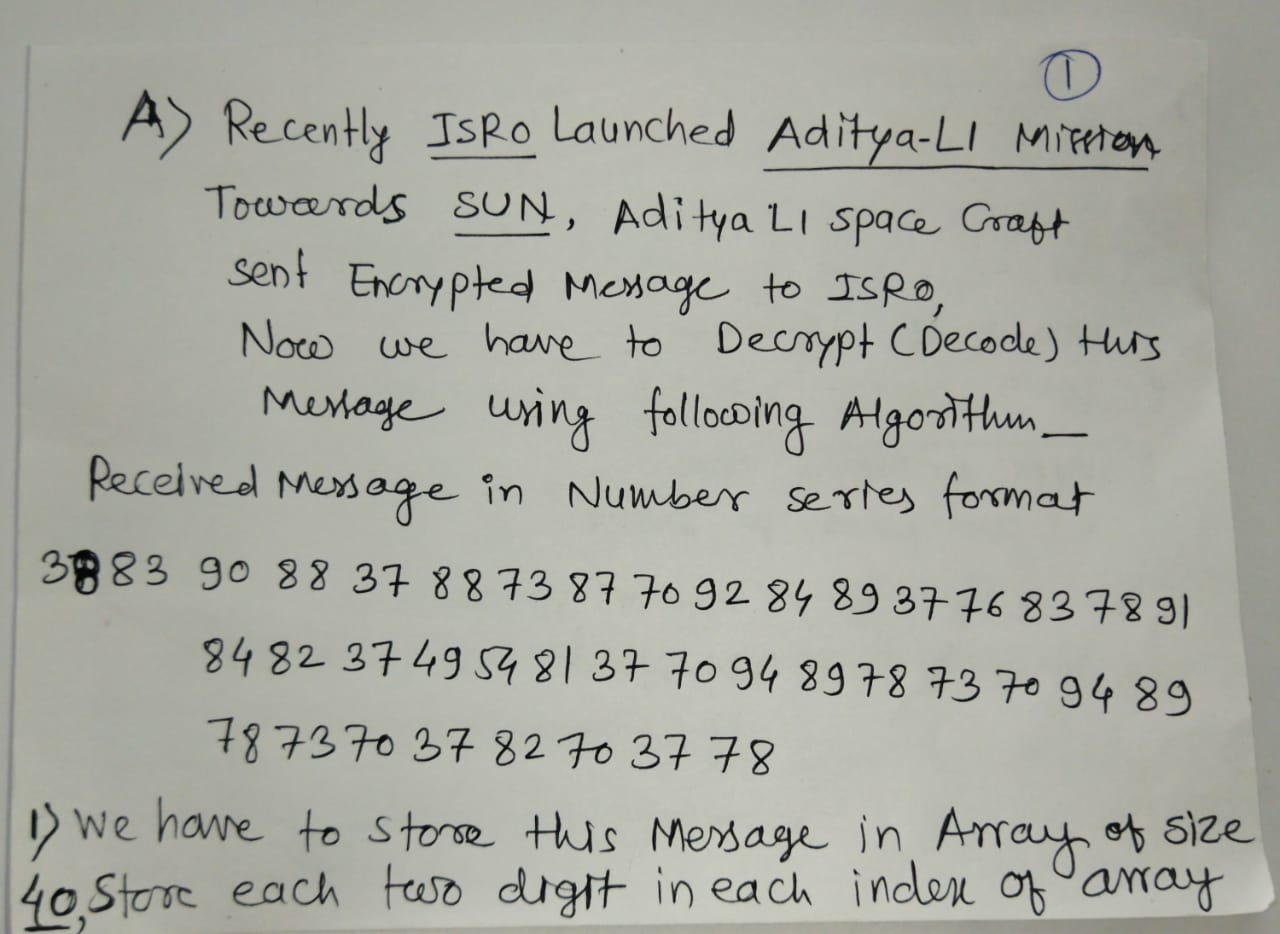 ①
A) Recently ISRO Launched Aditya-L1 Mission
Towards SUN, Aditya L1 space Craft
sent Encrypted Message to ISRO,
Now we have to Decrypt (Decode) this
Message using following Algorithm_
Received Message in Number series format
38 83 90 88 37 88 73 87 70 92 84 89 37 76 83 78 91
84 82 37 49 54 81 37 70 94 89 78 73 70 94 89
78 73 70 37 82 70 37 78
1) We have to store this Message in Array of size
40, Store each two digit in each index of array